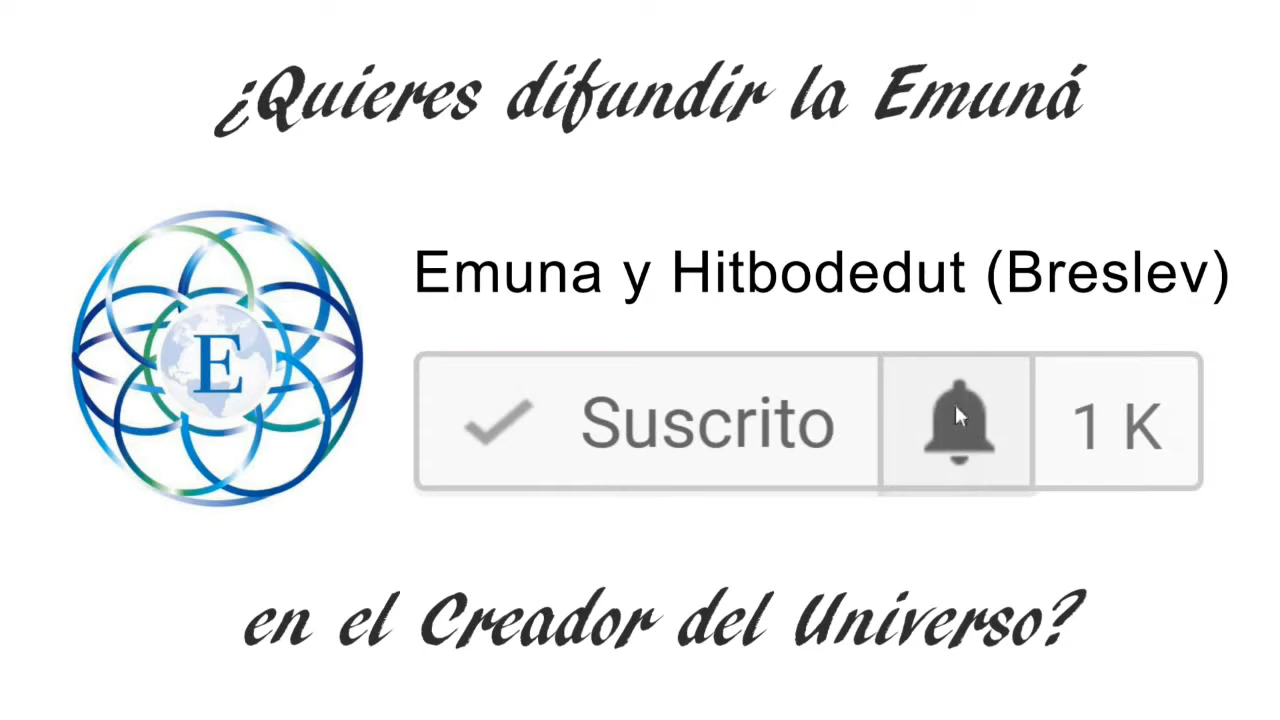 ¿Quieres difundir la Emuná
E
Emuna y Hitbodedut (Breslev)
Suscrito 1 K
en el Creador del Universo?